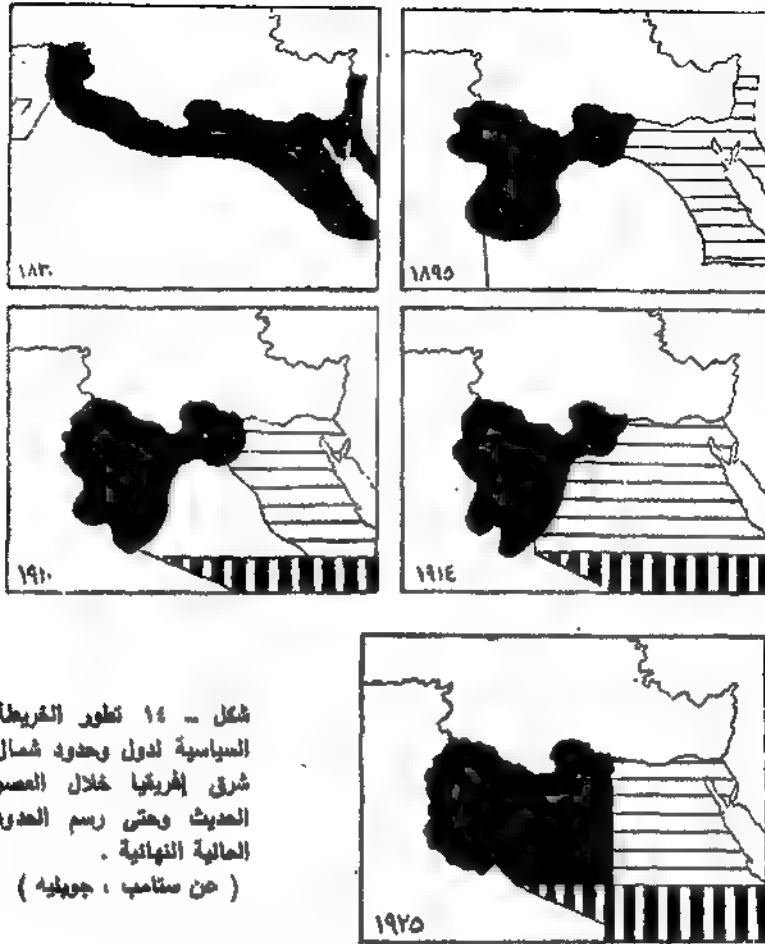 ١٨٣٠
١٨٩٥
١٩١٠
١٩١٤
شكل - ١٤ تطور الخريطة
السياسية لدول وحدود شمال
شرق إفريقيا خلال العصر
الحديث وحتى رسم الحدود
الحالية النهائية .
( عن ستامب ، جوبليه )
١٩٢٥